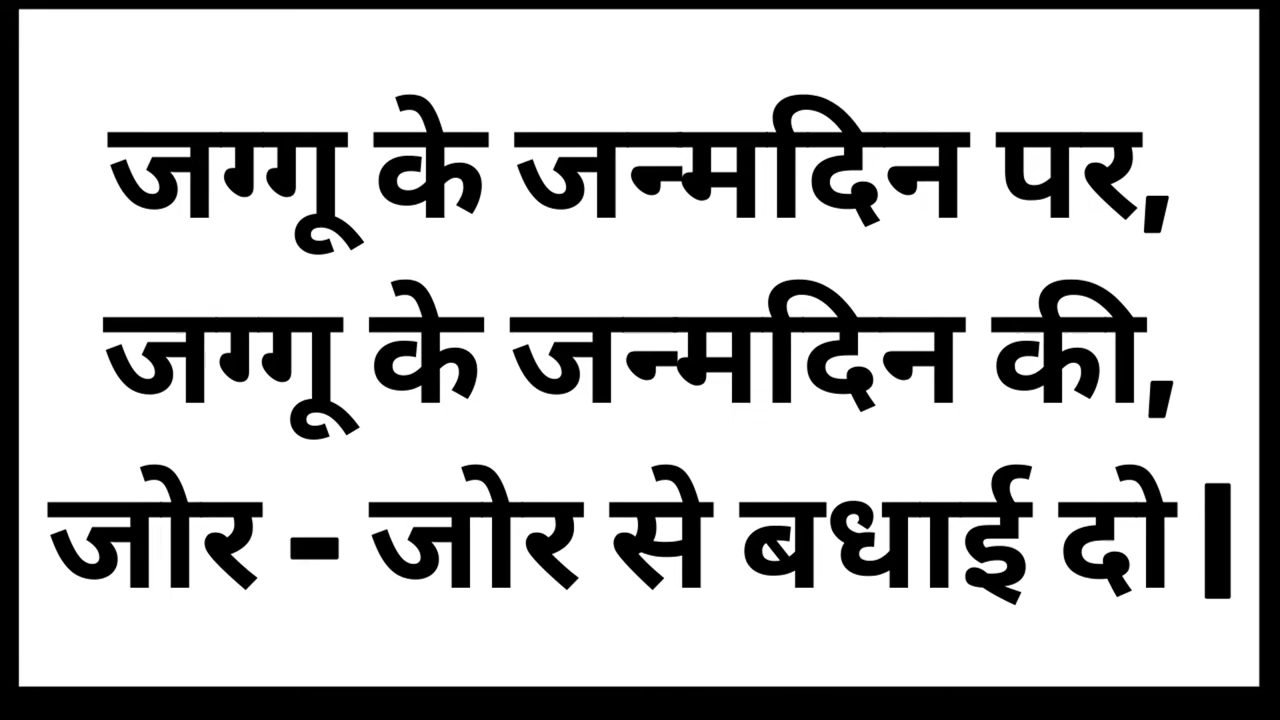 जग्गू के जन्मदिन पर,
जग्गू के जन्मदिन की,
जोर - जोर से बधाई दो |